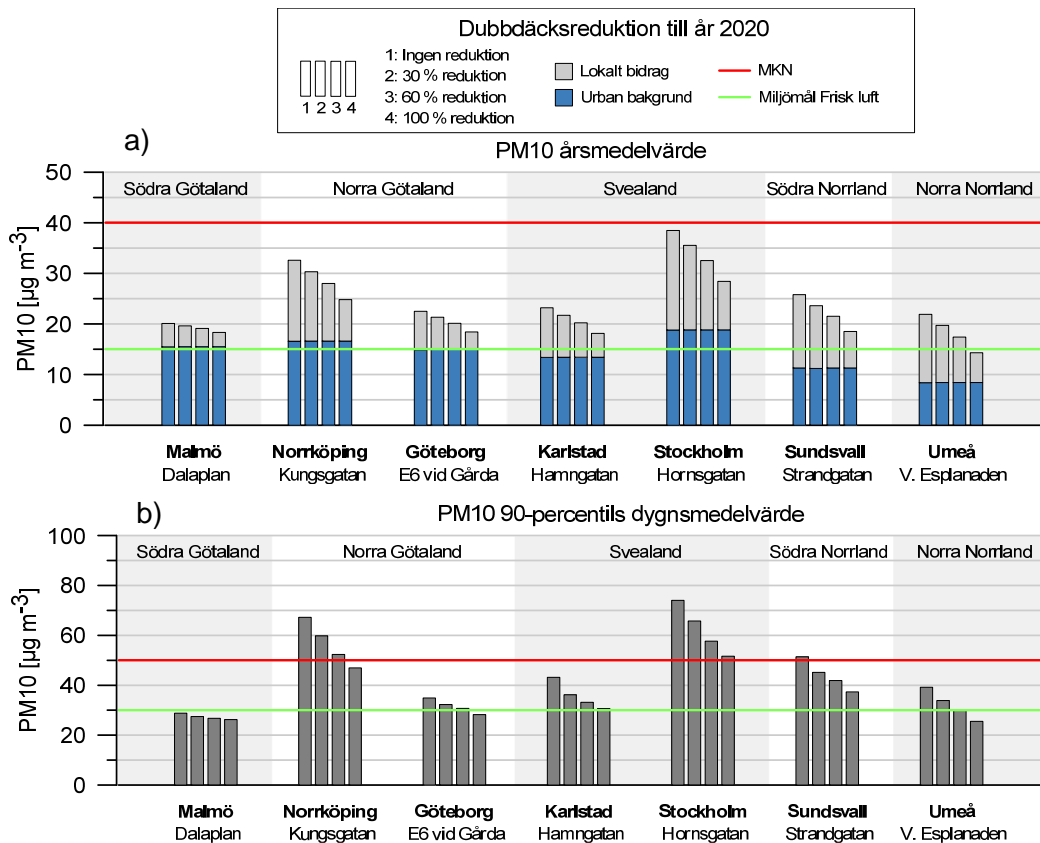 Dubbdäcksreduktion till år 2020
1: Ingen reduktion
2: 30 % reduktion
3: 60 % reduktion
4: 100 % reduktion
1 2 3 4
Lokalt bidrag
Urban bakgrund
MKN
Miljömål Frisk luft
a)
PM10 årsmedelvärde
PM10 [µg m⁻³]
50
40
30
20
10
0
Södra Götaland Norra Götaland Svealand Södra Norrland Norra Norrland
Malmö Norrköping Göteborg Karlstad Stockholm Sundsvall Umeå
Dalaplan Kungsgatan E6 vid Gårda Hamngatan Hornsgatan Strandgatan V. Esplanaden
b)
PM10 90-percentils dygnsmedelvärde
PM10 [µg m⁻³]
100
80
60
40
20
0
Södra Götaland Norra Götaland Svealand Södra Norrland Norra Norrland
Malmö Norrköping Göteborg Karlstad Stockholm Sundsvall Umeå
Dalaplan Kungsgatan E6 vid Gårda Hamngatan Hornsgatan Strandgatan V. Esplanaden